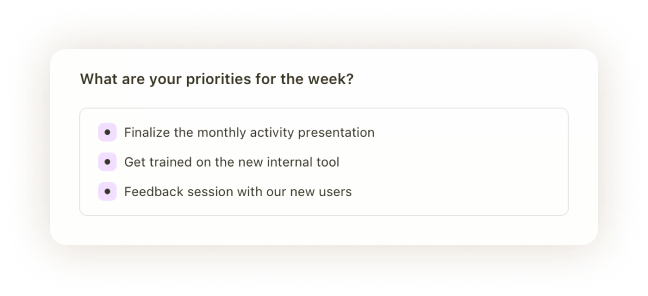 What are your priorities for the week?
Finalize the monthly activity presentation
Get trained on the new internal tool
Feedback session with our new users